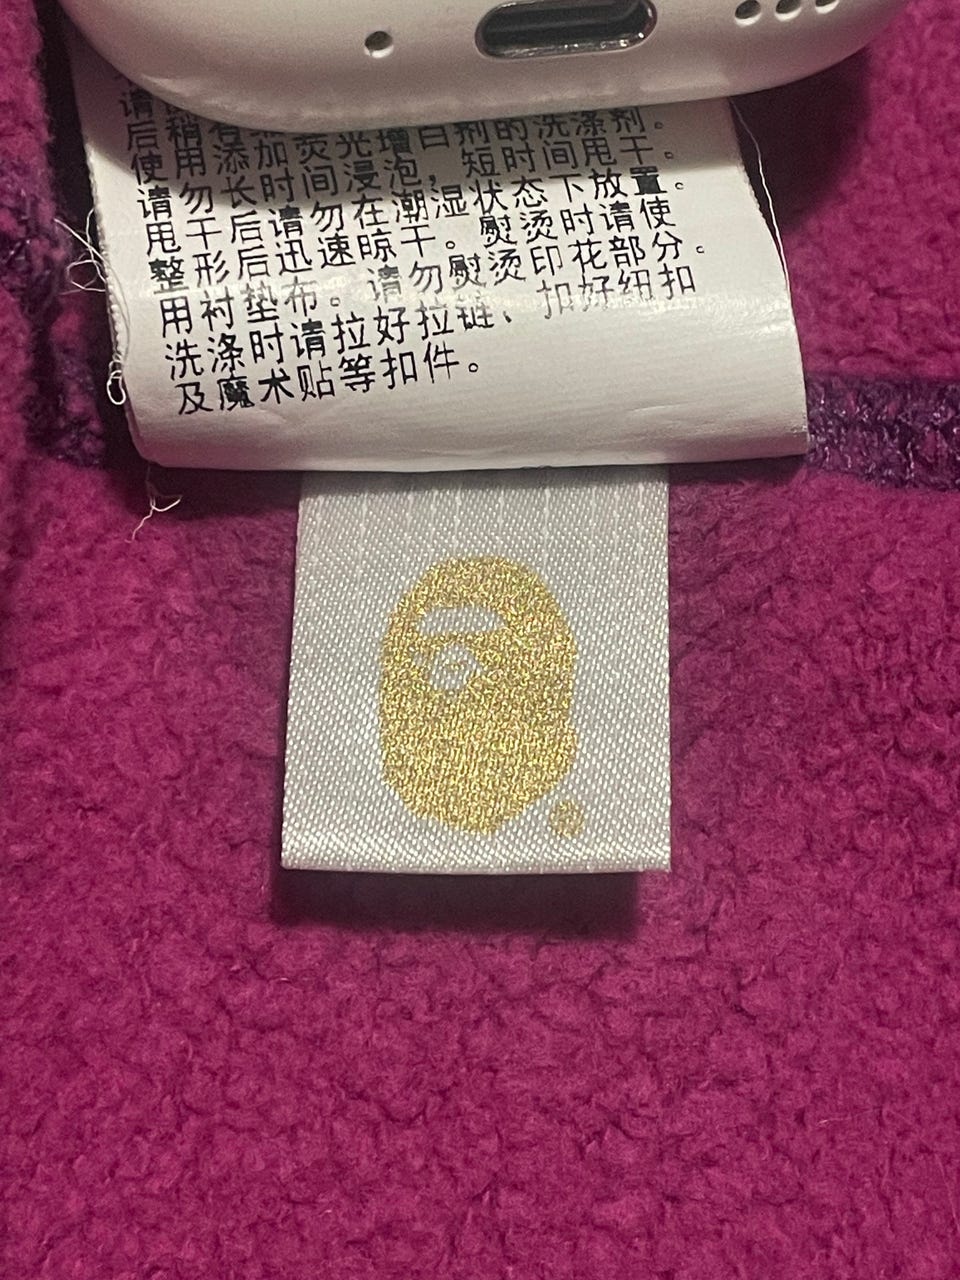 后稍有添加荧光增白剂的洗涤剂。
使用 泡,短时间甩干。
请勿长时间浸
甩干后请勿在潮湿状态下放置。
整形后迅速晾干。熨烫时请使
用衬垫布。请勿熨烫印花部分。
洗涤时请拉好拉链、扣好纽扣
及魔术贴等扣件。